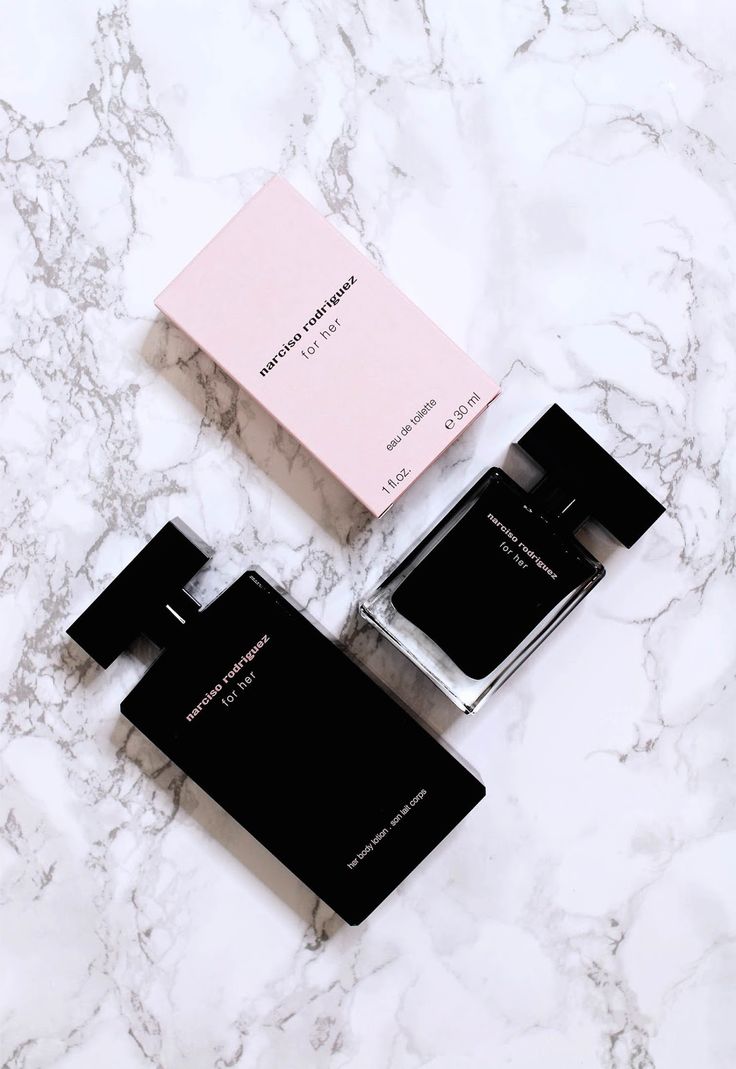 narciso rodriguez
for her
eau de toilette
1 fl.oz. ℮ 30 ml
narciso rodriguez
for her
narciso rodriguez
for her
her body lotion . son lait corps